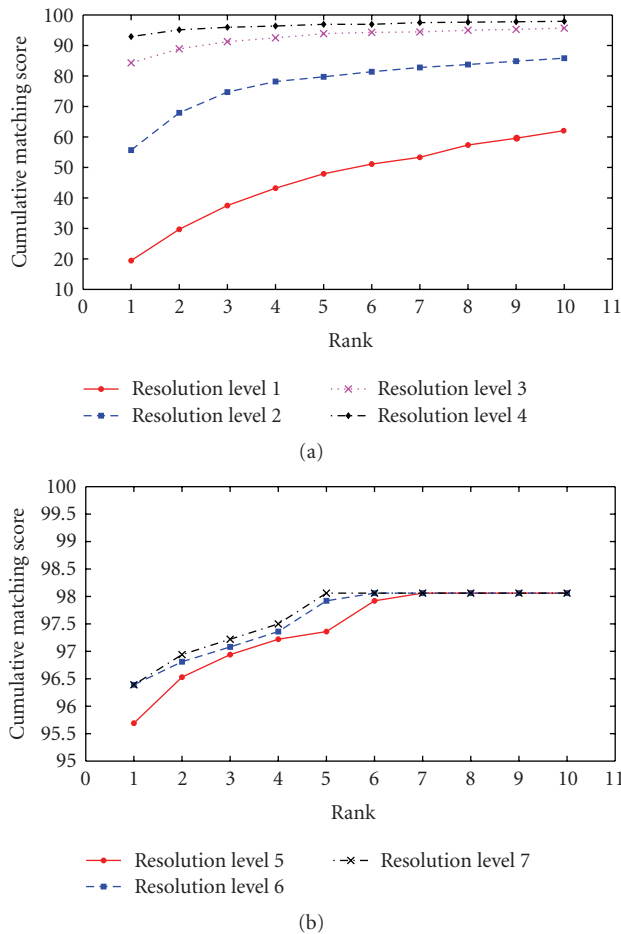 100
90
80
70
60
50
40
30
20
10
Cumulative matching score
0 1 2 3 4 5 6 7 8 9 10 11
Rank
Resolution level 1
Resolution level 2
Resolution level 3
Resolution level 4
(a)
100
99.5
99
98.5
98
97.5
97
96.5
96
95.5
95
Cumulative matching score
0 1 2 3 4 5 6 7 8 9 10 11
Rank
Resolution level 5
Resolution level 6
Resolution level 7
(b)